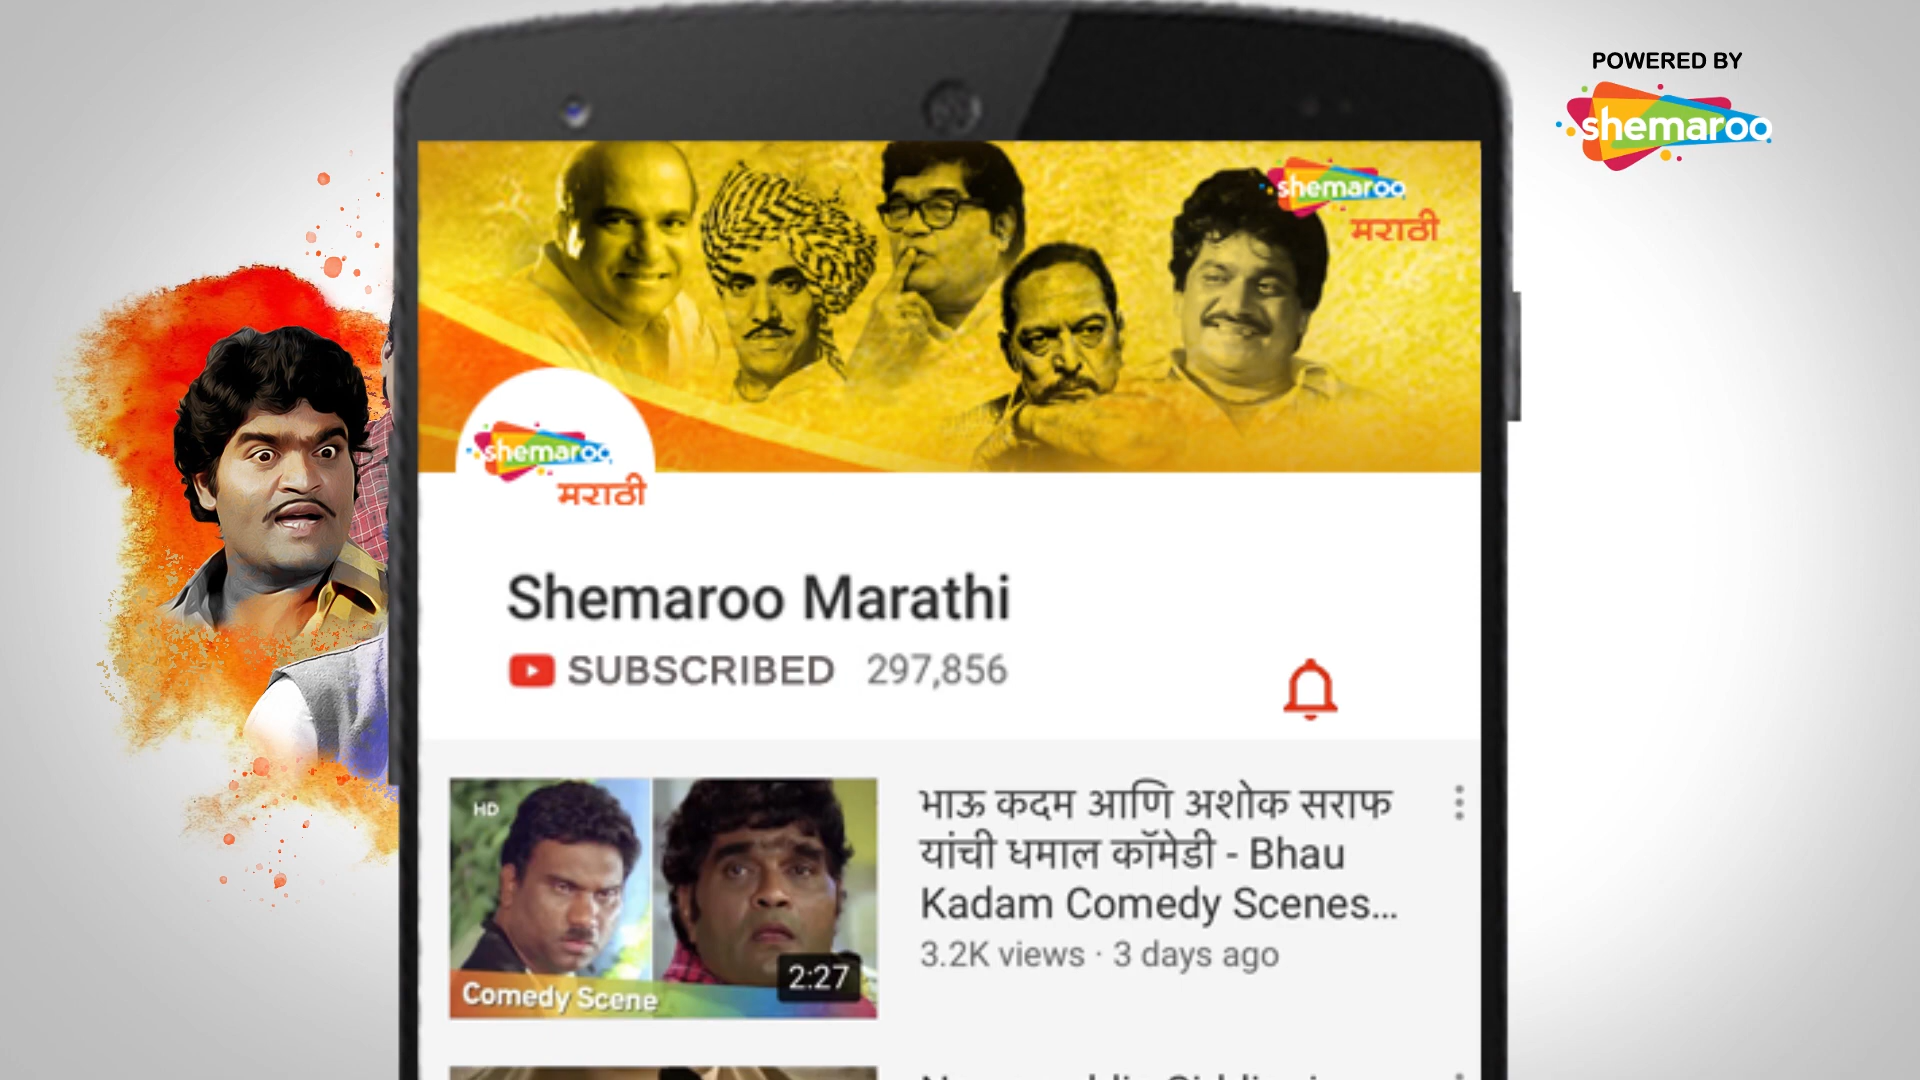 POWERED BY
shemaroo
shemaroo
मराठी
shemaroo
मराठी
Shemaroo Marathi
SUBSCRIBED 297,856
HD
Comedy Scene
2:27
भाऊ कदम आणि अशोक सराफ
यांची धमाल कॉमेडी - Bhau
Kadam Comedy Scenes...
3.2K views · 3 days ago